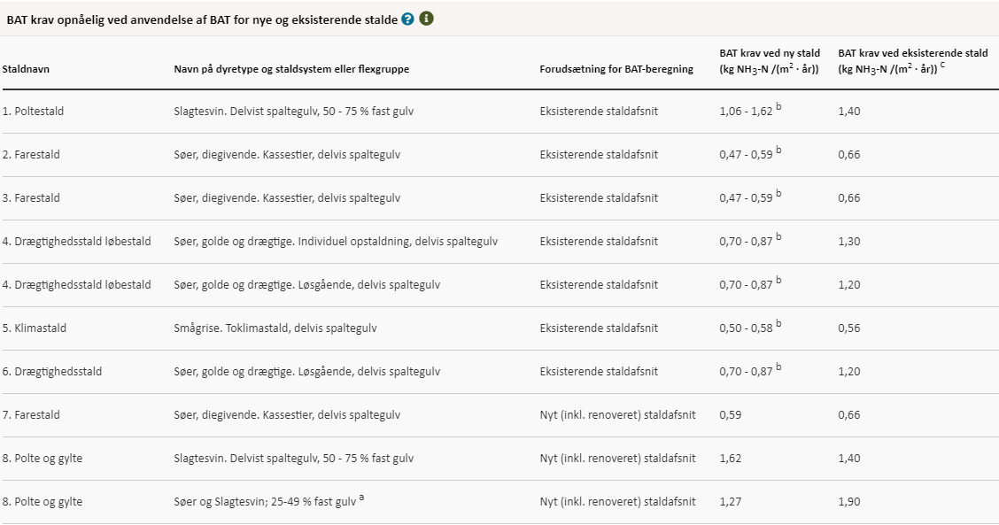 BAT krav opnåelig ved anvendelse af BAT for nye og eksisterende stalde ? i
Staldnavn Navn på dyretype og staldsystem eller flexgruppe Forudsætning for BAT-beregning BAT krav ved ny stald (kg NH3-N /(m² · år)) BAT krav ved eksisterende stald (kg NH3-N /(m² · år)) c
1. Poltestald Slagtesvin. Delvist spaltegulv, 50 - 75 % fast gulv Eksisterende staldafsnit 1,06 - 1,62 b 1,40
2. Farestald Søer, diegivende. Kassestier, delvis spaltegulv Eksisterende staldafsnit 0,47 - 0,59 b 0,66
3. Farestald Søer, diegivende. Kassestier, delvis spaltegulv Eksisterende staldafsnit 0,47 - 0,59 b 0,66
4. Drægtighedsstald løbestald Søer, golde og drægtige. Individuel opstaldning, delvis spaltegulv Eksisterende staldafsnit 0,70 - 0,87 b 1,30
4. Drægtighedsstald løbestald Søer, golde og drægtige. Løsgående, delvis spaltegulv Eksisterende staldafsnit 0,70 - 0,87 b 1,20
5. Klimastald Smågrise. Toklimastald, delvis spaltegulv Eksisterende staldafsnit 0,50 - 0,58 b 0,56
6. Drægtighedsstald Søer, golde og drægtige. Løsgående, delvis spaltegulv Eksisterende staldafsnit 0,70 - 0,87 b 1,20
7. Farestald Søer, diegivende. Kassestier, delvis spaltegulv Nyt (inkl. renoveret) staldafsnit 0,59 0,66
8. Polte og gylte Slagtesvin. Delvist spaltegulv, 50 - 75 % fast gulv Nyt (inkl. renoveret) staldafsnit 1,62 1,40
8. Polte og gylte Søer og Slagtesvin; 25-49 % fast gulv a Nyt (inkl. renoveret) staldafsnit 1,27 1,90